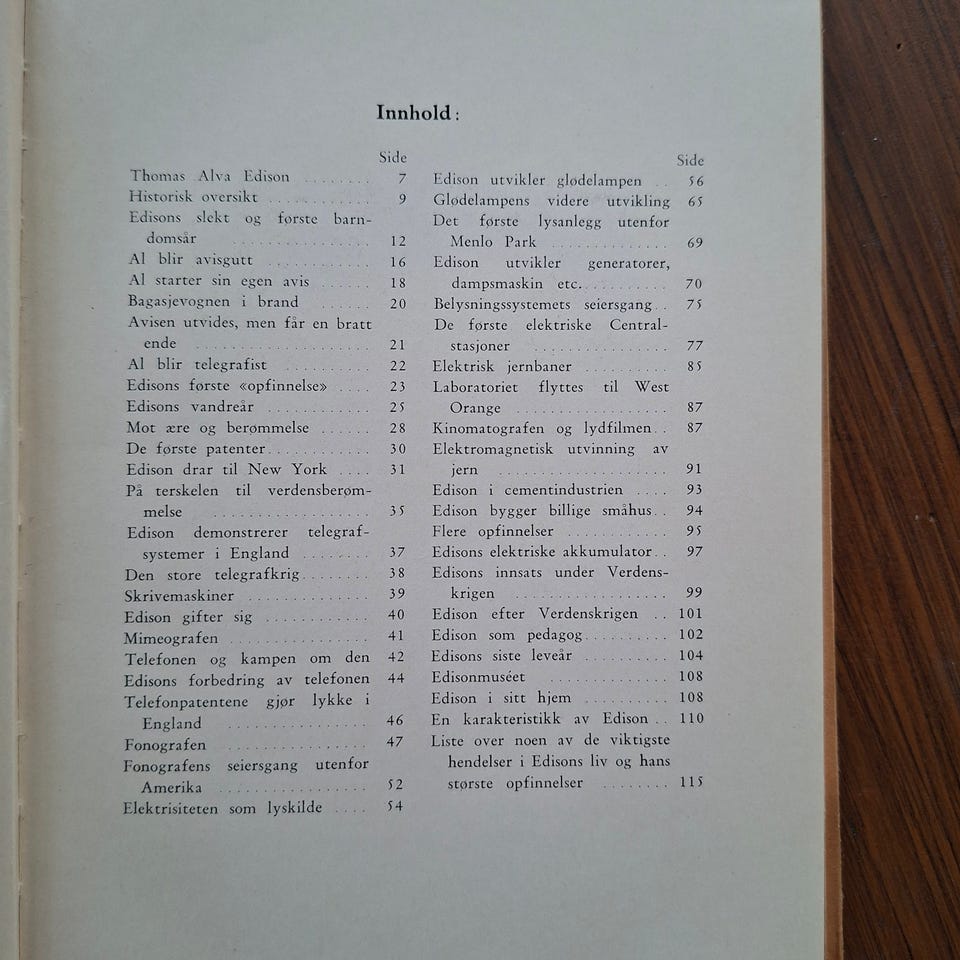 Innhold:
Side
Thomas Alva Edison ........ 7
Historisk oversikt ............ 9
Edisons slekt og første barn-
domsår ................ 12
Al blir avisgutt ............ 16
Al starter sin egen avis ...... 18
Bagasjevognen i brand ...... 20
Avisen utvides, men får en bratt
ende .................... 21
Al blir telegrafist .......... 22
Edisons første «opfinnelse» .... 23
Edisons vandreår ............ 25
Mot ære og berømmelse ...... 28
De første patenter............ 30
Edison drar til New York .... 31
På terskelen til verdensberøm-
melse .................. 35
Edison demonstrerer telegraf-
systemer i England ........ 37
Den store telegrafkrig........ 38
Skrivemaskiner .............. 39
Edison gifter sig ............ 40
Mimeografen ................ 41
Telefonen og kampen om den 42
Edisons forbedring av telefonen 44
Telefonpatentene gjør lykke i
England ................ 46
Fonografen ................ 47
Fonografens seiersgang utenfor
Amerika ................ 52
Elektrisiteten som lyskilde .... 54
Side
Edison utvikler glødelampen .. 56
Glødelampens videre utvikling 65
Det første lysanlegg utenfor
Menlo Park .............. 69
Edison utvikler generatorer,
dampsmaskin etc........... 70
Belysningssystemets seiersgang.. 75
De første elektriske Central-
stasjoner ................ 77
Elektrisk jernbaner .......... 85
Laboratoriet flyttes til West
Orange .................. 87
Kinomatografen og lydfilmen.. 87
Elektromagnetisk utvinning av
jern .................... 91
Edison i cementindustrien .... 93
Edison bygger billige småhus.. 94
Flere opfinnelser ............ 95
Edisons elektriske akkumulator.. 97
Edisons innsats under Verdens-
krigen .................. 99
Edison efter Verdenskrigen .. 101
Edison som pedagog.......... 102
Edisons siste leveår .......... 104
Edisonmuséet .............. 108
Edison i sitt hjem .......... 108
En karakteristikk av Edison .. 110
Liste over noen av de viktigste
hendelser i Edisons liv og hans
største opfinnelser ........ 115